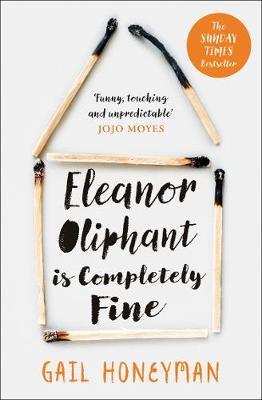 The
SUNDAY
TIMES
Bestseller
'Funny, touching
and unpredictable'
JOJO MOYES
Eleanor
Oliphant
is Completely
Fine
GAIL HONEYMAN